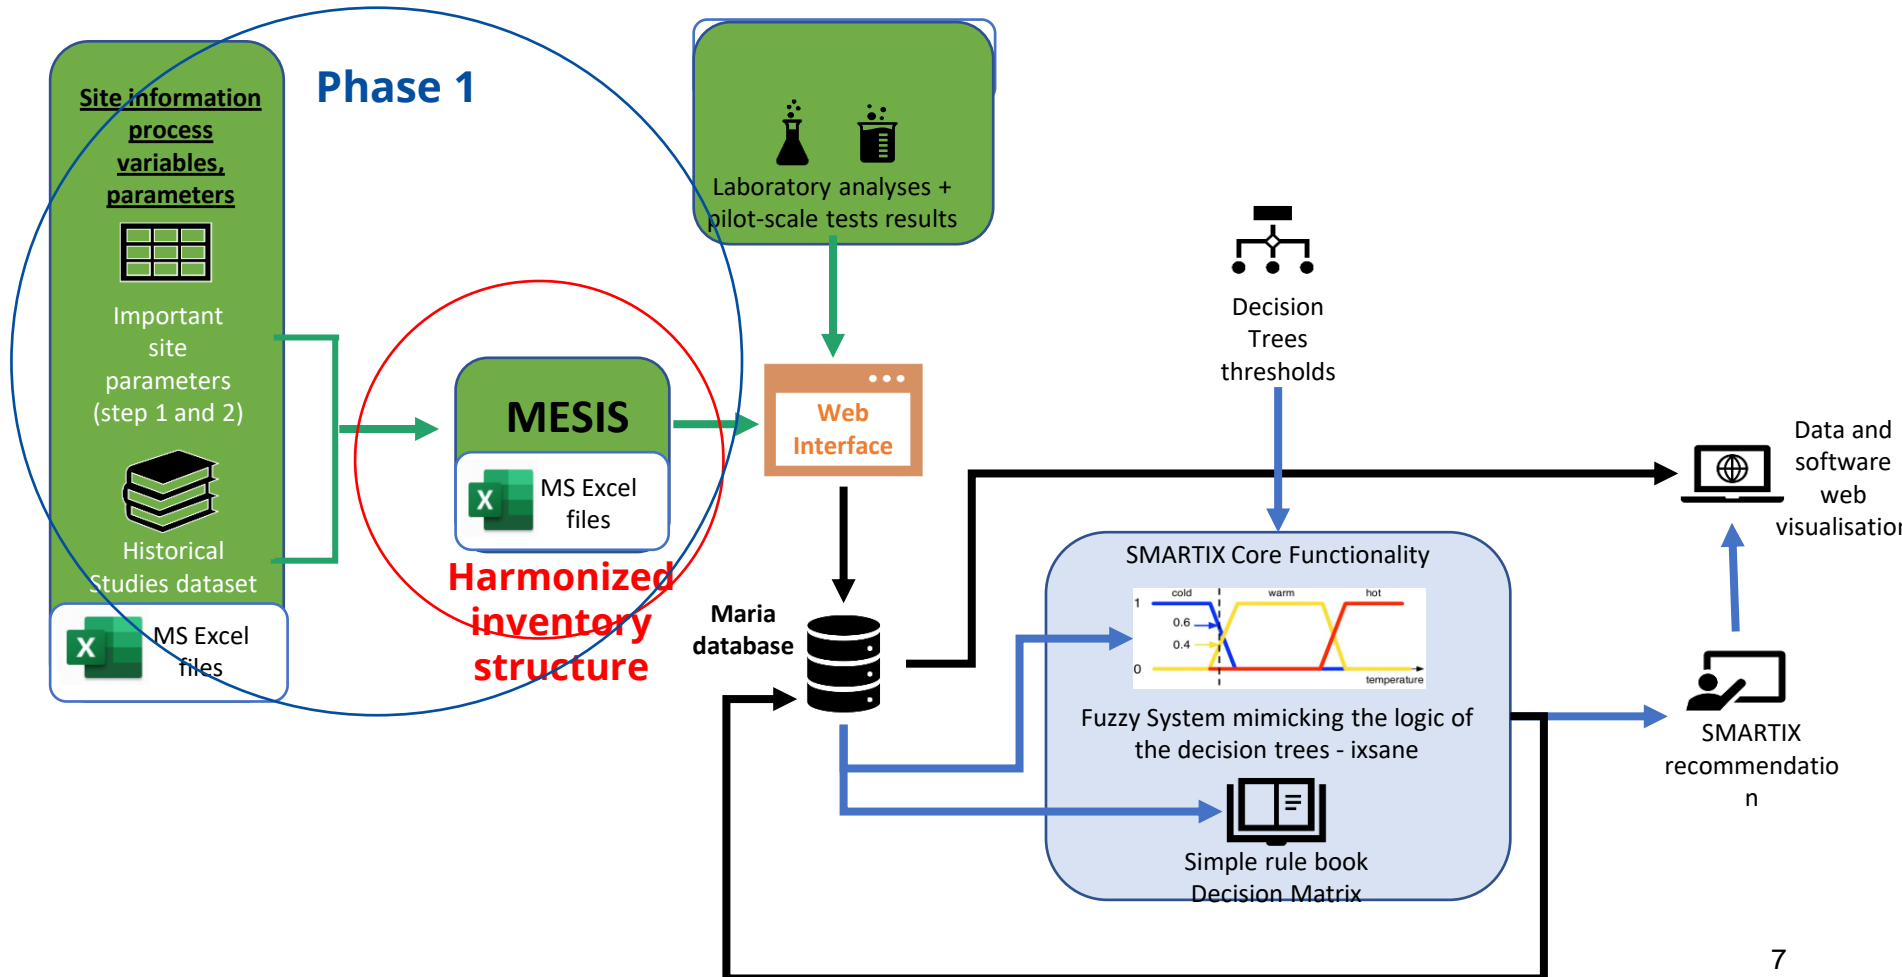 Phase 1
Site information
process
variables,
parameters
Important
site
parameters
(step 1 and 2)
Historical
Studies dataset
X
MS Excel
files
MESIS
X
MS Excel
files
Harmonized
inventory
structure
Laboratory analyses +
pilot-scale tests results
Web
Interface
Maria
database
Decision
Trees
thresholds
SMARTIX Core Functionality
cold
warm
hot
1
0.6
0.4
0
temperature
Fuzzy System mimicking the logic of
the decision trees - ixsane
Simple rule book
Decision Matrix
Data and
software
web
visualisation
SMARTIX
recommendatio
n
7